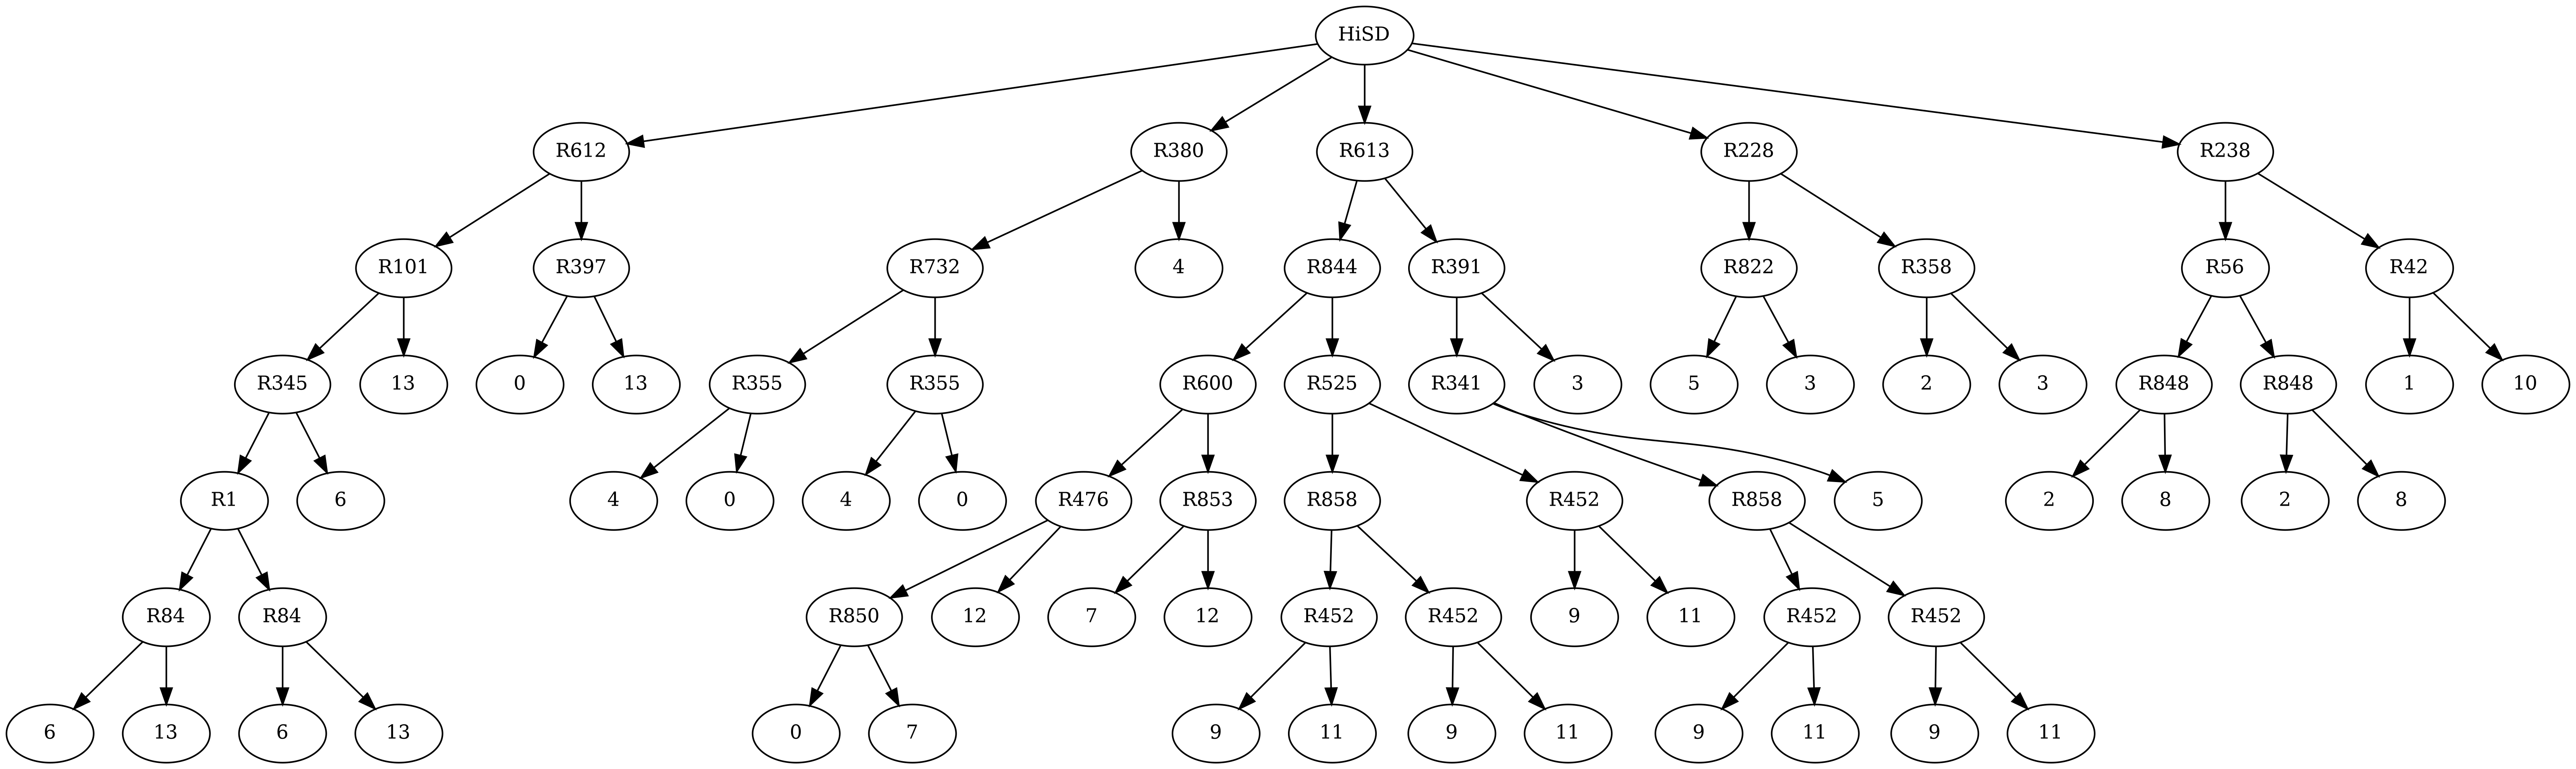 HiSD
R612 R380 R613 R228 R238
R101 R397 R732 4 R844 R391 R822 R358 R56 R42
R345 13 0 13 R355 R355 R600 R525 R341 3 5 3 2 3 R848 R848 1 10
R1 6 4 0 4 0 R476 R853 R858 R452 R858 5 2 8 2 8
R84 R84 R850 12 7 12 R452 R452 9 11 R452 R452
6 13 6 13 0 7 9 11 9 11 9 11 9 11